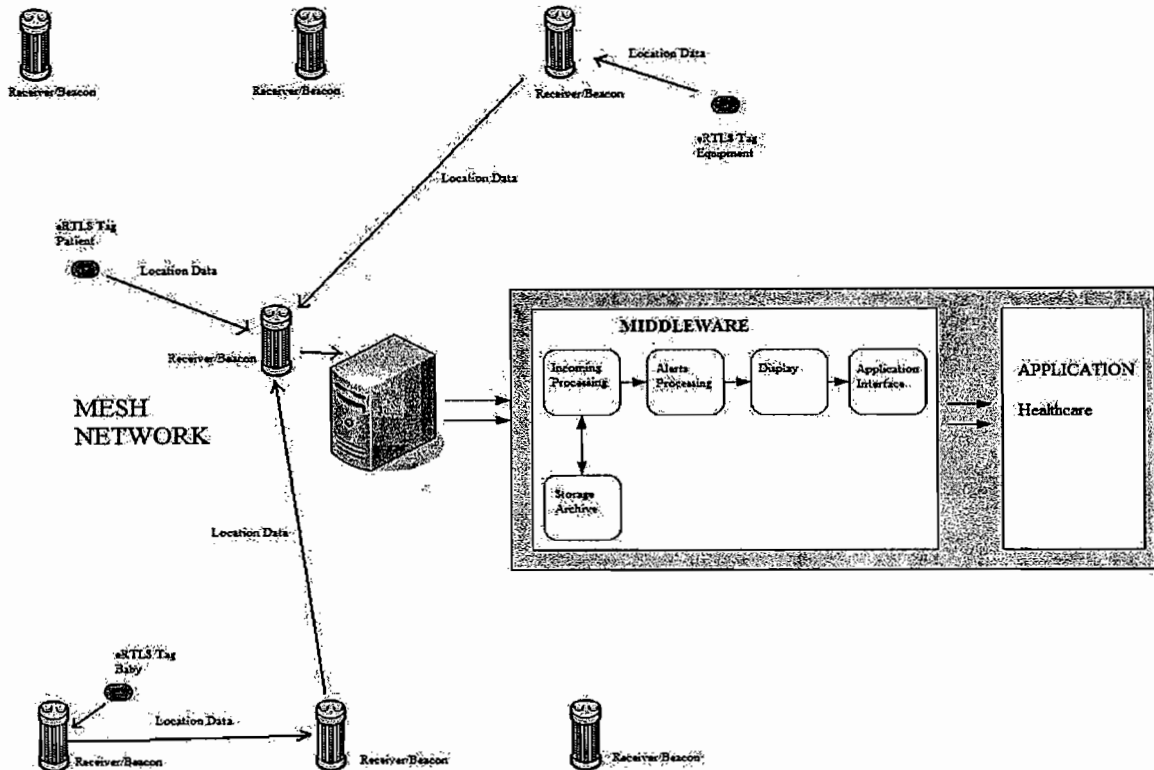 Receiver/Beacon
Receiver/Beacon
Receiver/Beacon
Location Data
eRTLS Tag
Equipment
Location Data
eRTLS Tag
Patient
Location Data
Receiver/Beacon
MESH
NETWORK
MIDDLEWARE
Incoming
Processing
Alerts
Processing
Display
Application
Interface
Storage
Archive
APPLICATION
Healthcare
Location Data
eRTLS Tag
Baby
Location Data
Receiver/Beacon
Receiver/Beacon
Receiver/Beacon